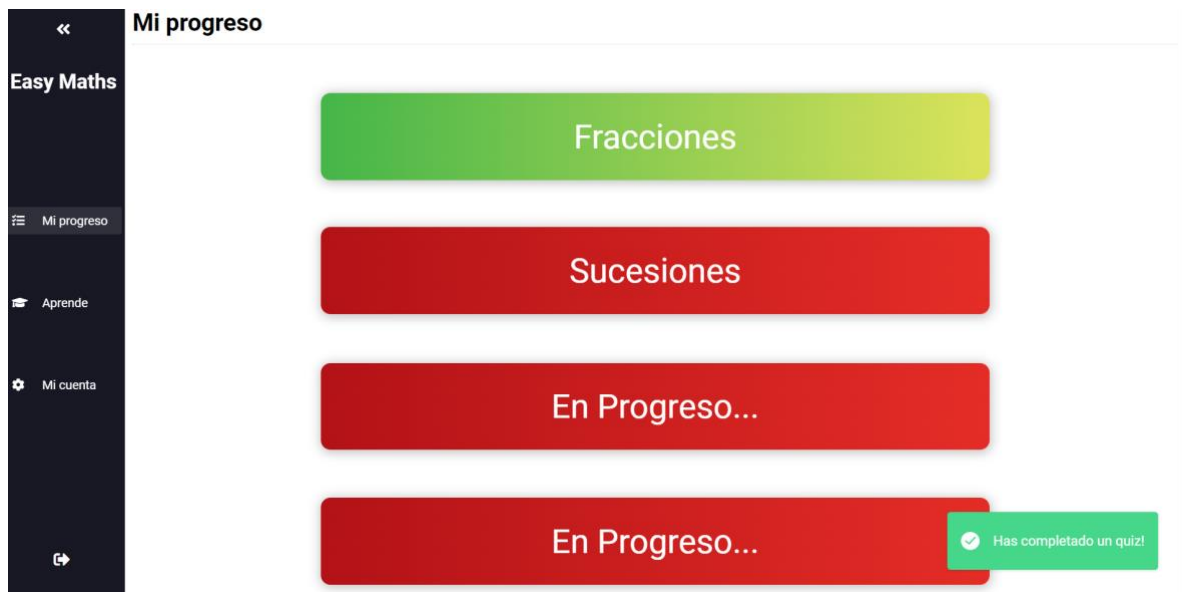 Mi progreso
Easy Maths
Mi progreso
Aprende
Mi cuenta
Fracciones
Sucesiones
En Progreso...
En Progreso...
Has completado un quiz!